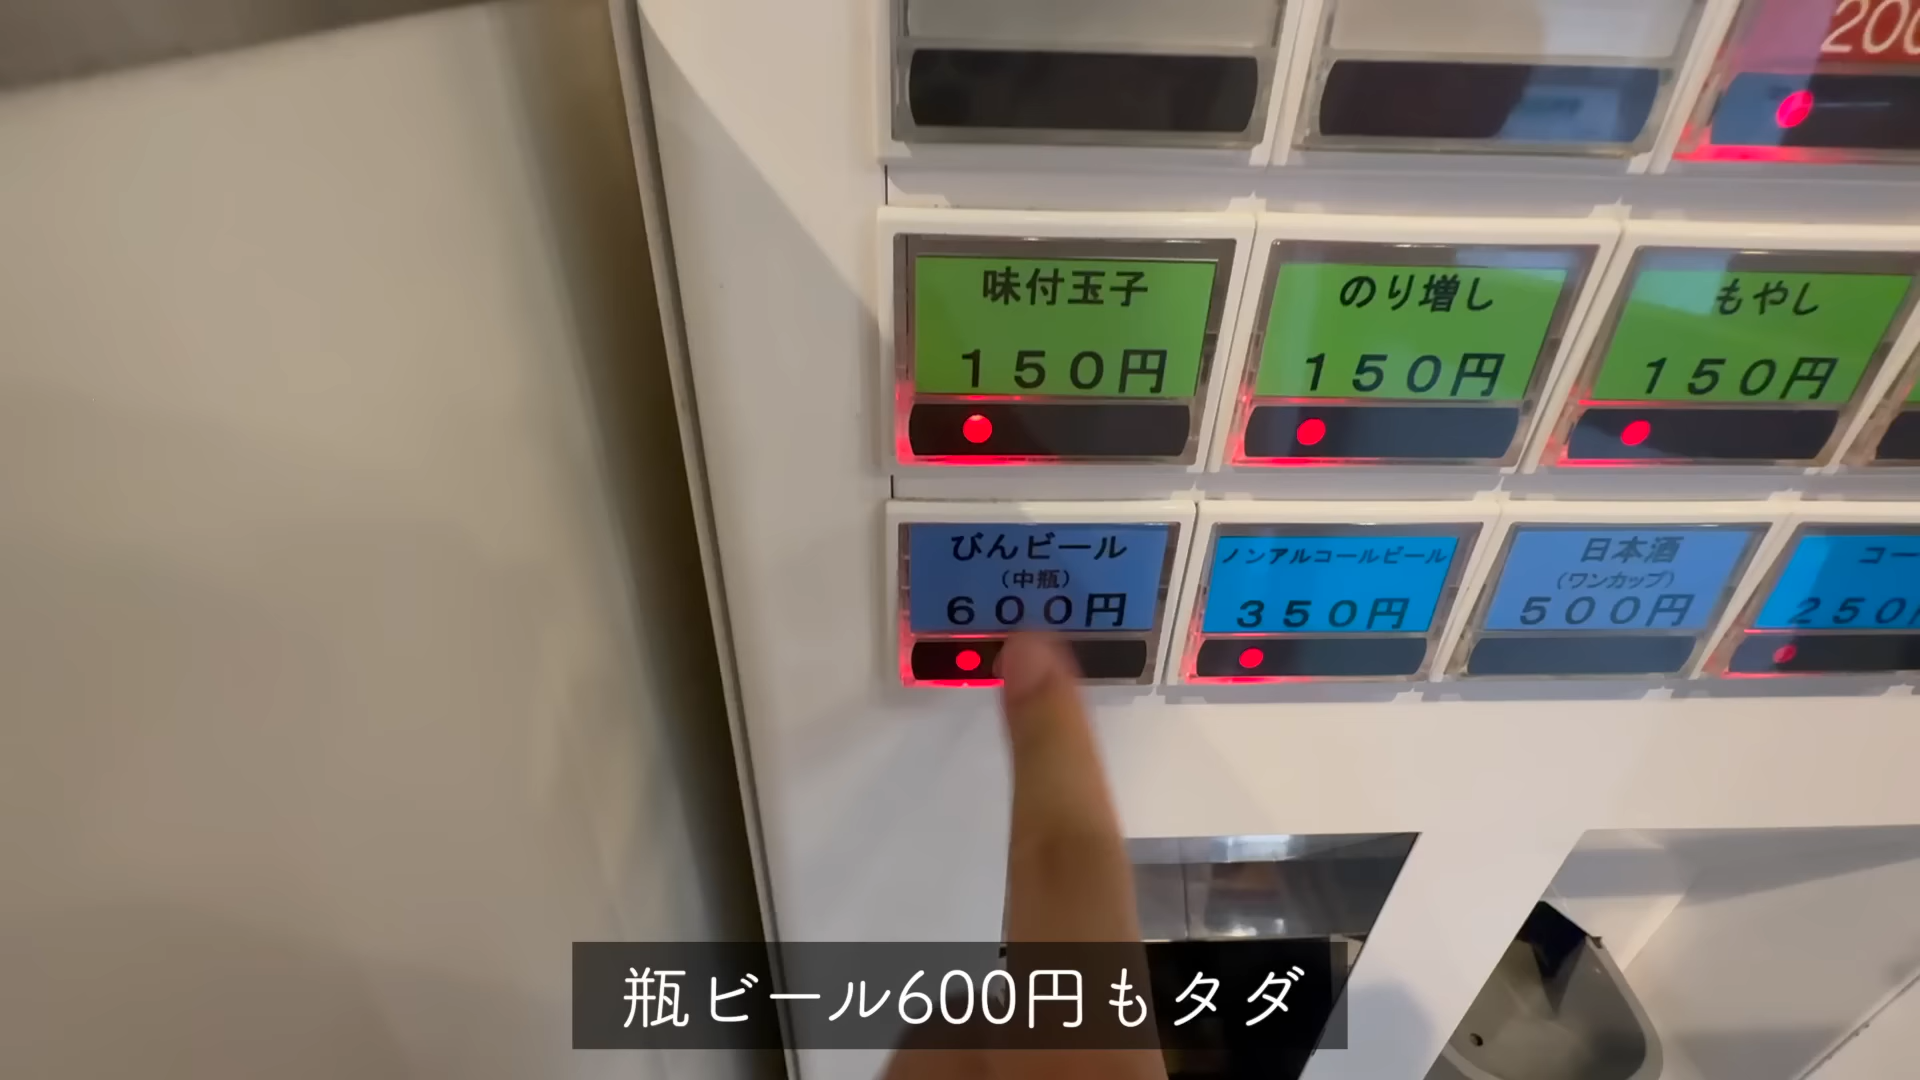 味付玉子
150円
のり増し
150円
もやし
150円
びんビール
(中瓶)
600円
ノンアルコールビール
350円
日本酒
(ワンカップ)
500円
瓶ビール600円もタダ